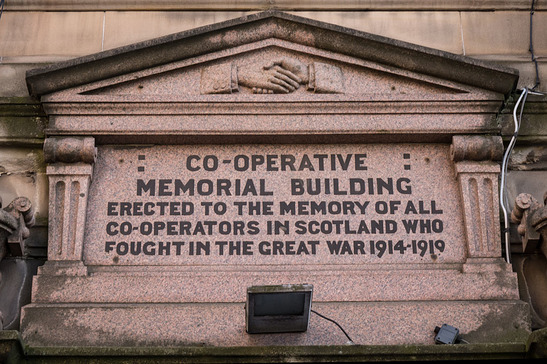 CO-OPERATIVE
MEMORIAL BUILDING
ERECTED TO THE MEMORY OF ALL
CO-OPERATORS IN SCOTLAND WHO
FOUGHT IN THE GREAT WAR 1914-1919